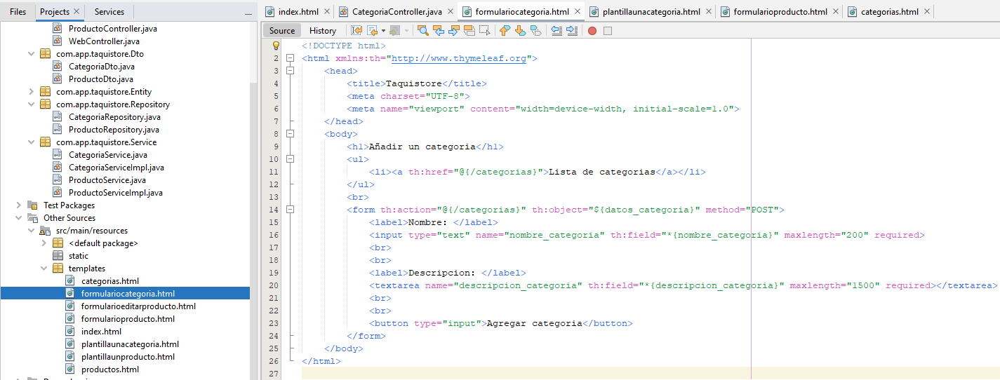 Files Projects Services
ProductoController.java
WebController.java
com.app.taquistore.Dto
CategoriaDto.java
ProductoDto.java
com.app.taquistore.Entity
com.app.taquistore.Repository
CategoriaRepository.java
ProductoRepository.java
com.app.taquistore.Service
CategoriaService.java
CategoriaServiceImpl.java
ProductoService.java
ProductoServiceImpl.java
Test Packages
Other Sources
src/main/resources
<default package>
static
templates
categorias.html
formulariocategoria.html
formularioeditarproducto.html
formularioproducto.html
index.html
plantillaunacategoria.html
plantillaunproducto.html
productos.html
index.html CategoriaController.java formulariocategoria.html plantillaunacategoria.html formularioproducto.html categorias.html
Source History
<!DOCTYPE html>
2 <html xmlns:th="http://www.thymeleaf.org">
3 <head>
4 <title>Taquistore</title>
5 <meta charset="UTF-8">
6 <meta name="viewport" content="width=device-width, initial-scale=1.0">
7 </head>
8 <body>
9 <h1>Añadir un categoria</h1>
10 <ul>
11 <li><a th:href="@{/categorias}">Lista de categorias</a></li>
12 </ul>
13 <br>
14 <form th:action="@{/categorias}" th:object="${datos_categoria}" method="POST">
15 <label>Nombre: </label>
16 <input type="text" name="nombre_categoria" th:field="*{nombre_categoria}" maxlength="200" required>
17 <br>
18 <br>
19 <label>Descripcion: </label>
20 <textarea name="descripcion_categoria" th:field="*{descripcion_categoria}" maxlength="1500" required></textarea>
21 <br>
22 <br>
23 <button type="input">Agregar categoria</button>
24 </form>
25 </body>
26 </html>
27